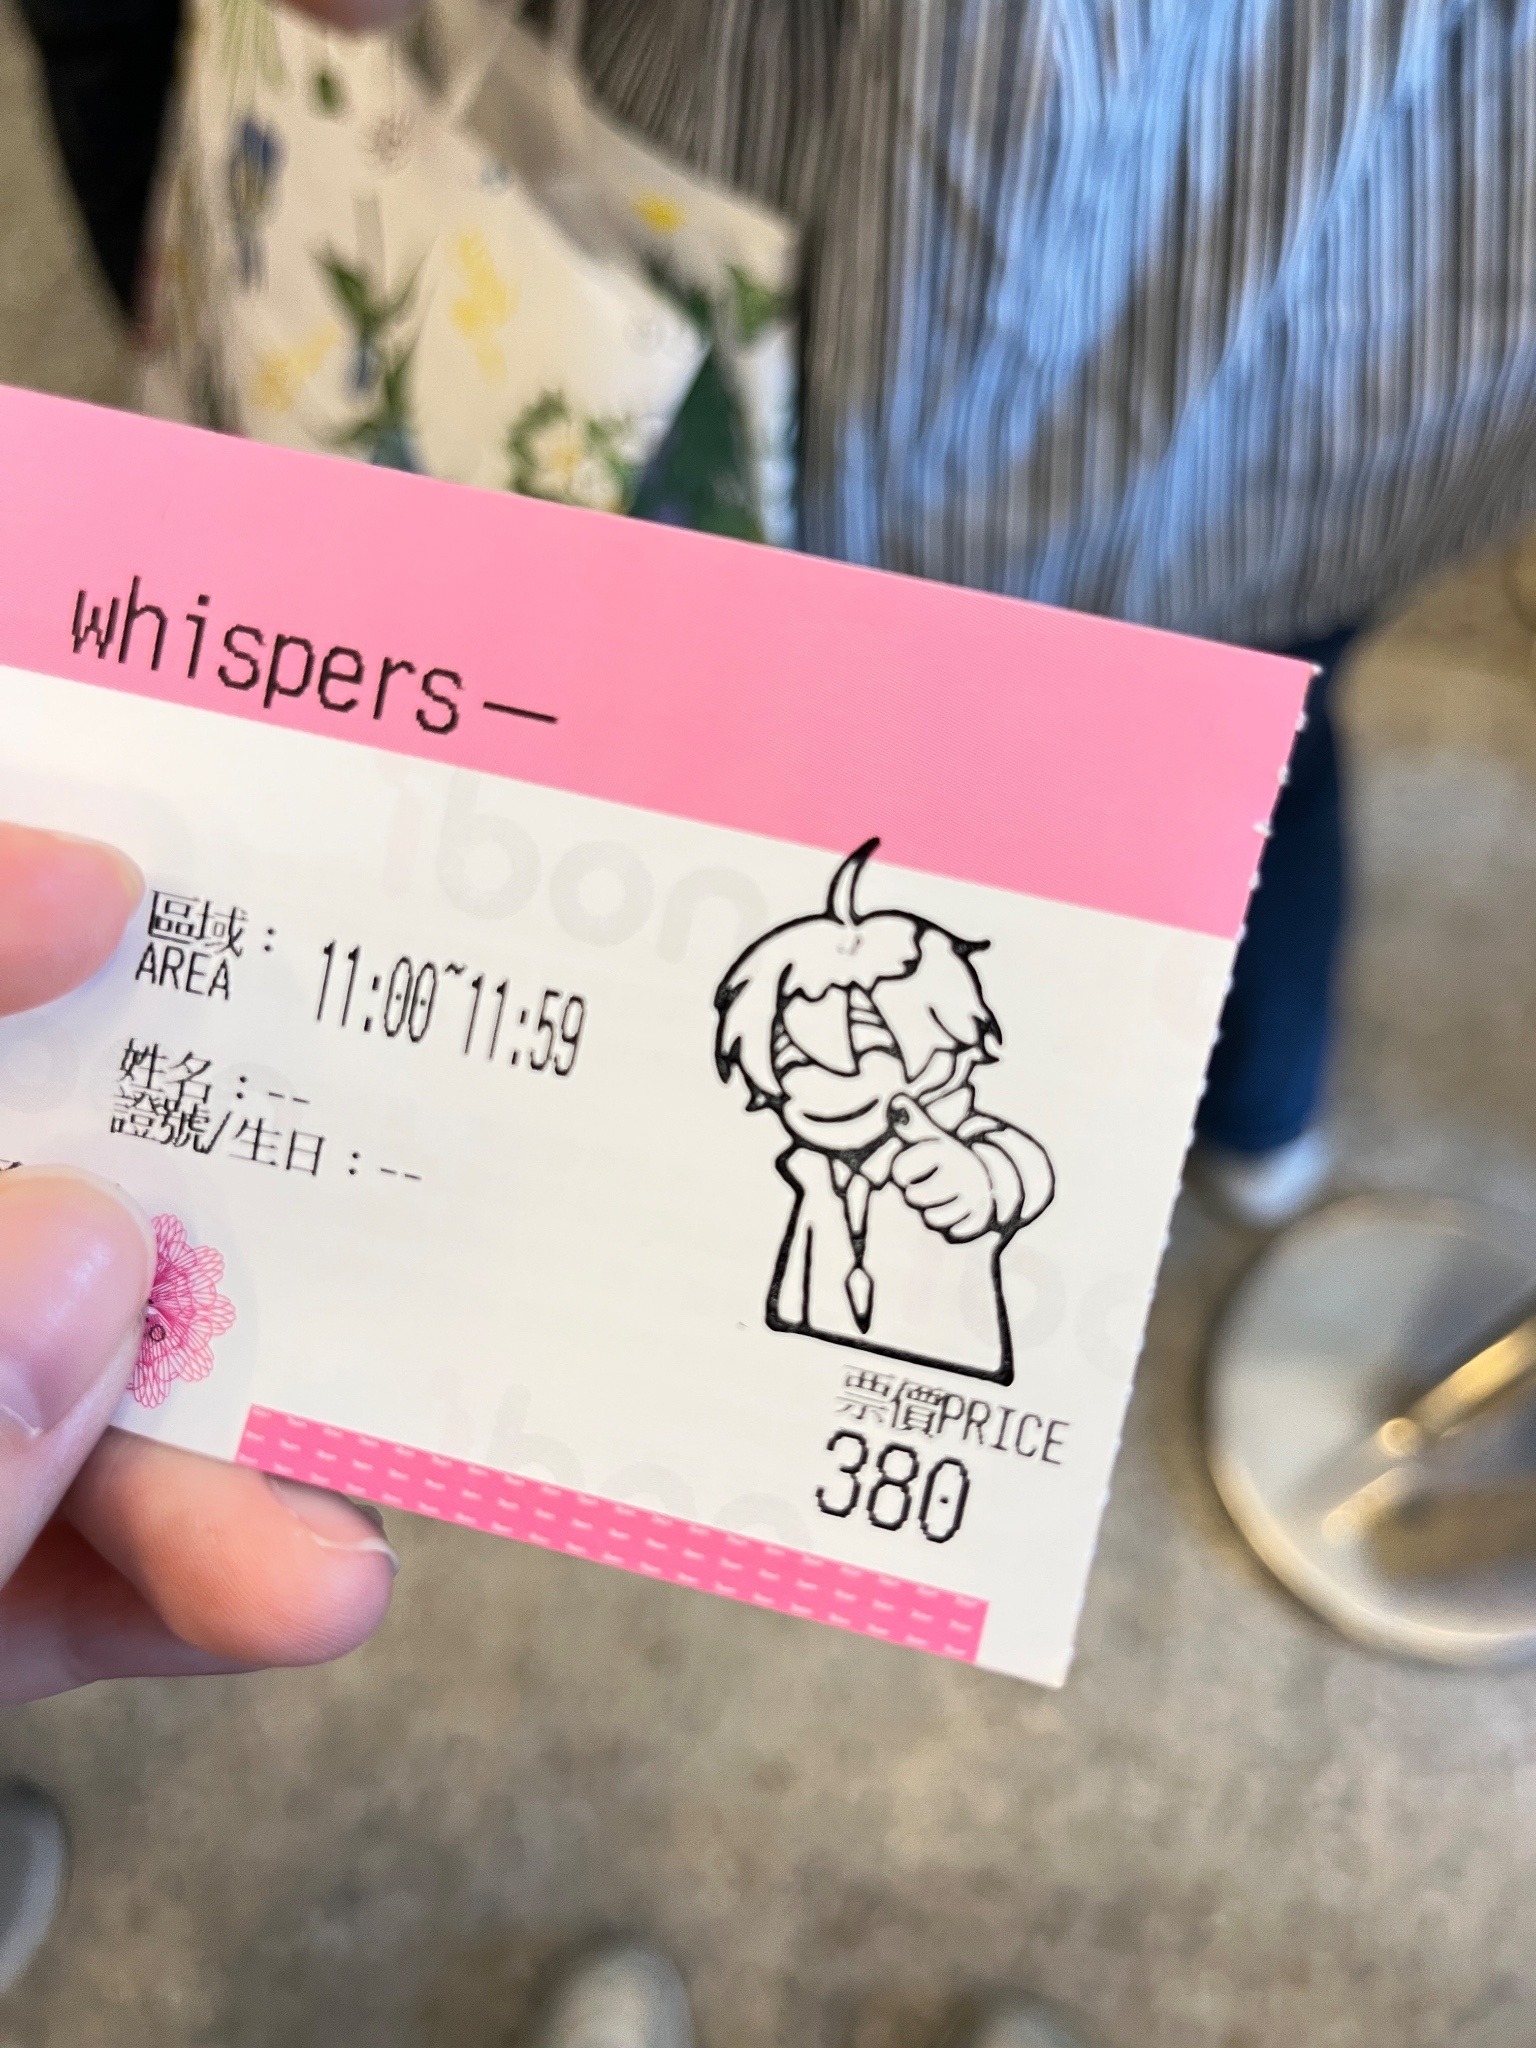 whispers—
ibon
區域：
AREA
11:00~11:59
姓名：--
證號/生日：--
票價PRICE
380